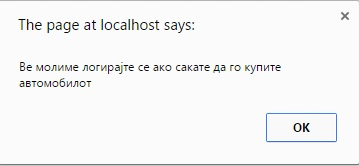 The page at localhost says:
Ве молиме логирајте се ако сакате да го купите
автомобилот
OK